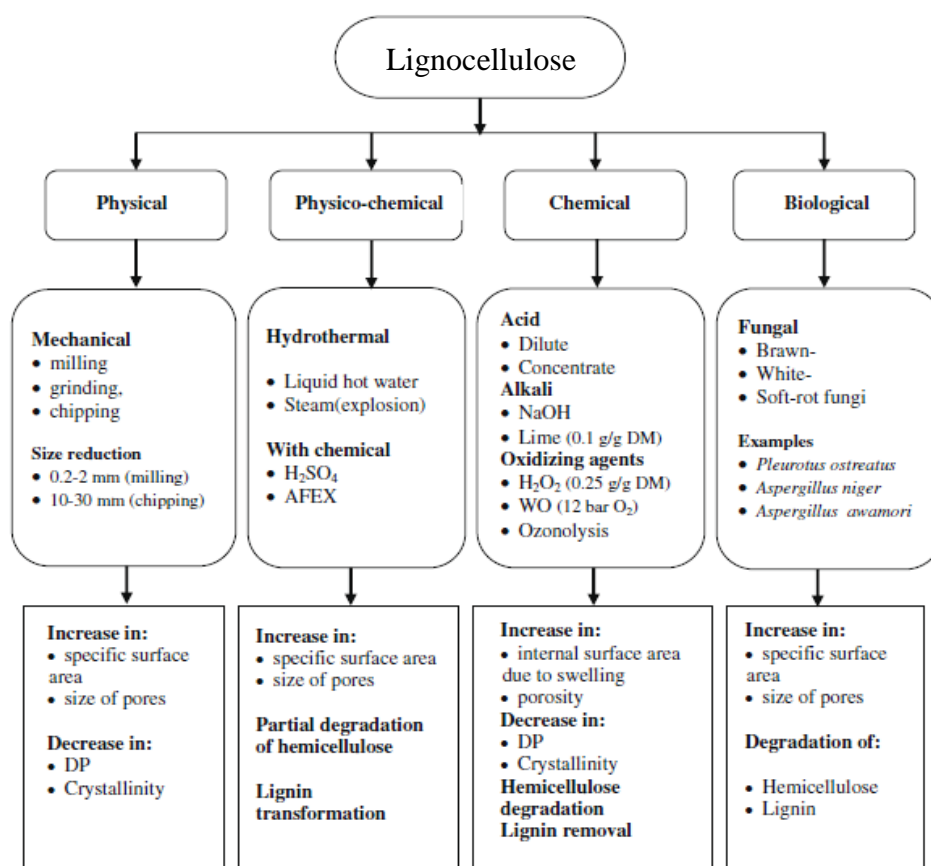 Lignocellulose
Physical
Physico-chemical
Chemical
Biological
Mechanical
• milling
• grinding,
• chipping
Size reduction
• 0.2-2 mm (milling)
• 10-30 mm (chipping)
Hydrothermal
• Liquid hot water
• Steam(explosion)
With chemical
• H₂SO₄
• AFEX
Acid
• Dilute
• Concentrate
Alkali
• NaOH
• Lime (0.1 g/g DM)
Oxidizing agents
• H₂O₂ (0.25 g/g DM)
• WO (12 bar O₂)
• Ozonolysis
Fungal
• Brawn-
• White-
• Soft-rot fungi
Examples
• Pleurotus ostreatus
• Aspergillus niger
• Aspergillus awamori
Increase in:
• specific surface
area
• size of pores
Decrease in:
• DP
• Crystallinity
Increase in:
• specific surface area
• size of pores
Partial degradation
of hemicellulose
Lignin
transformation
Increase in:
• internal surface area
due to swelling
• porosity
Decrease in:
• DP
• Crystallinity
Hemicellulose
degradation
Lignin removal
Increase in:
• specific surface
area
• size of pores
Degradation of:
• Hemicellulose
• Lignin